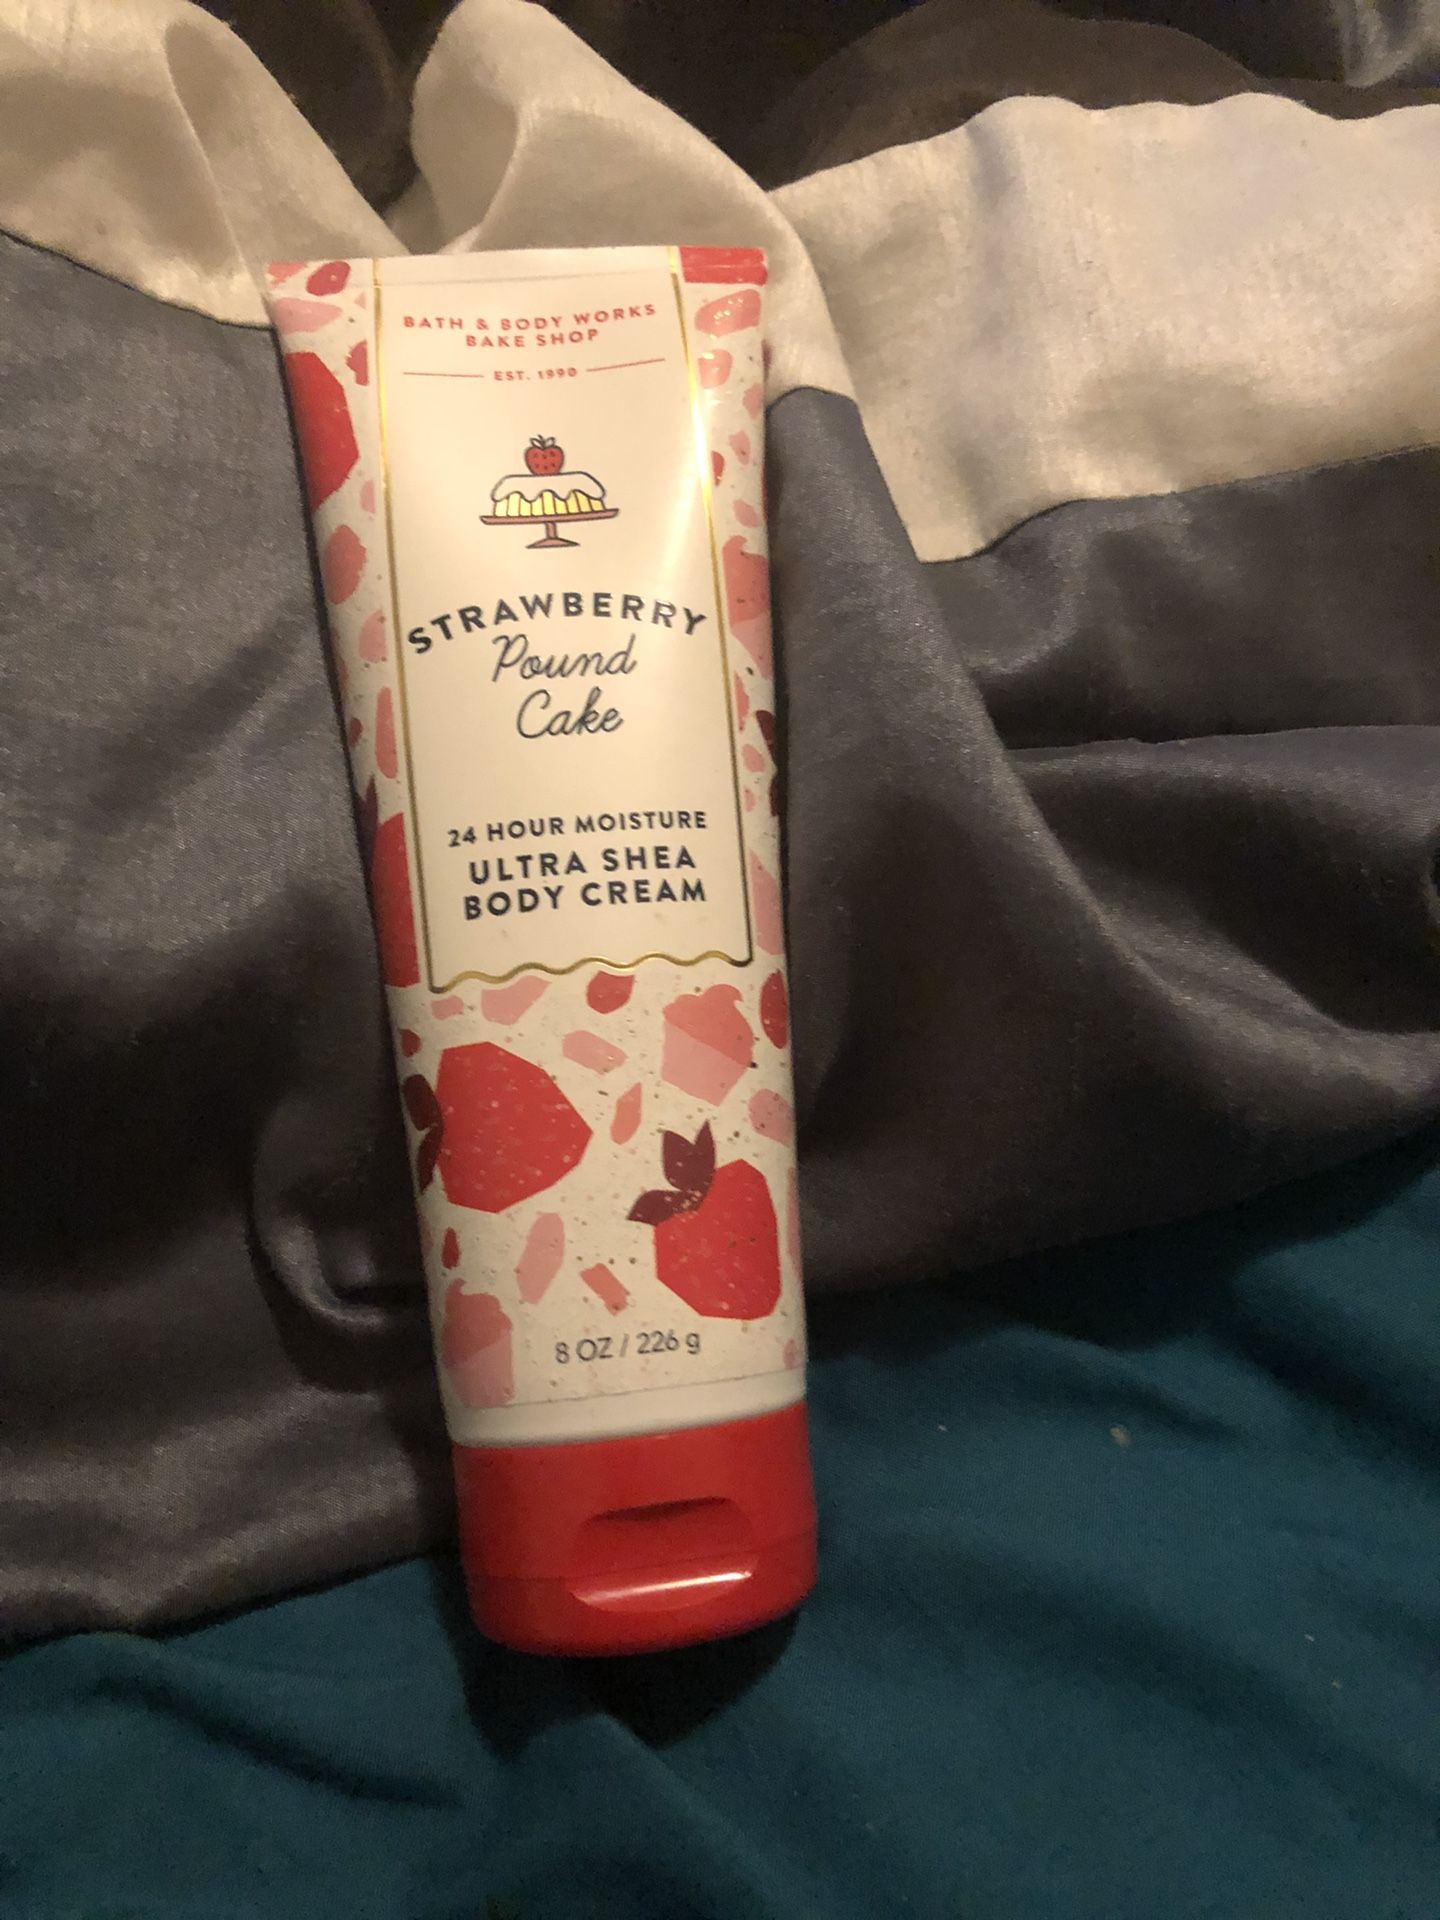 BATH & BODY WORKS
BAKE SHOP
EST. 1990
STRAWBERRY
Pound
Cake
24 HOUR MOISTURE
ULTRA SHEA
BODY CREAM
8 OZ / 226 g